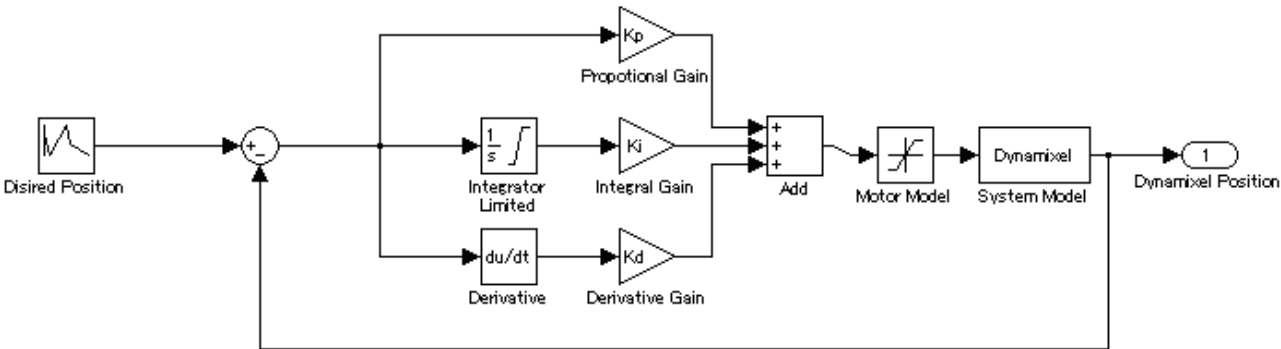 Kp
Propotional Gain
Disired Position
+
−
1
s
Integrator
Limited
Ki
Integral Gain
+
+
+
Add
Motor Model
Dynamixel
System Model
1
Dynamixel Position
du/dt
Derivative
Kd
Derivative Gain